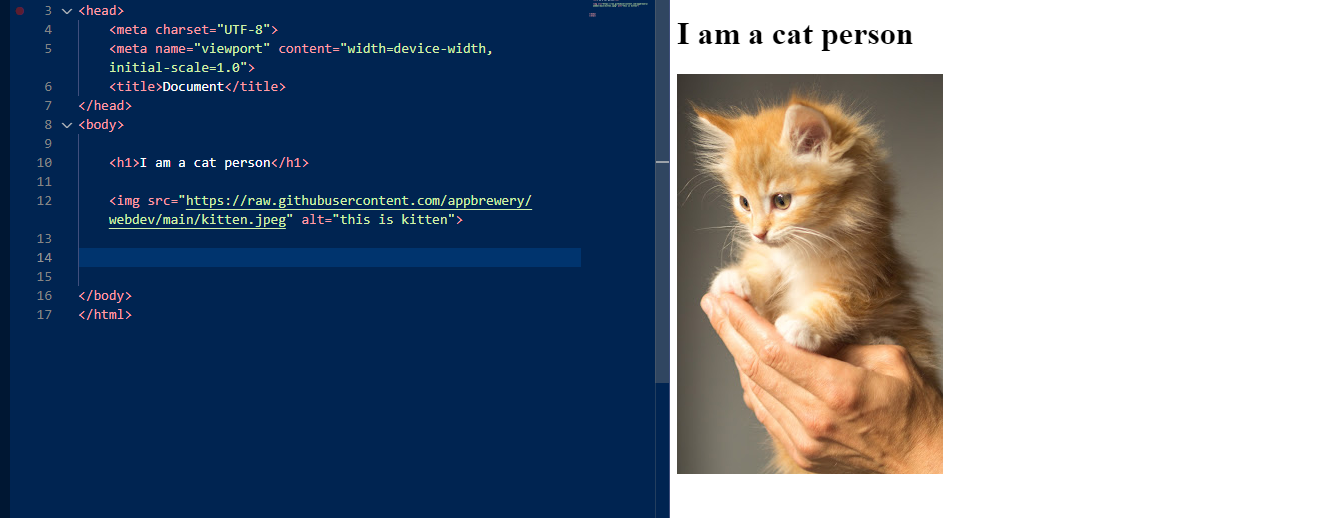 3 <head>
4 <meta charset="UTF-8">
5 <meta name="viewport" content="width=device-width,
initial-scale=1.0">
6 <title>Document</title>
7 </head>
8 <body>
9
10 <h1>I am a cat person</h1>
11
12 <img src="https://raw.githubusercontent.com/appbrewery/
webdev/main/kitten.jpeg" alt="this is kitten">
13
14
15
16 </body>
17 </html>
I am a cat person